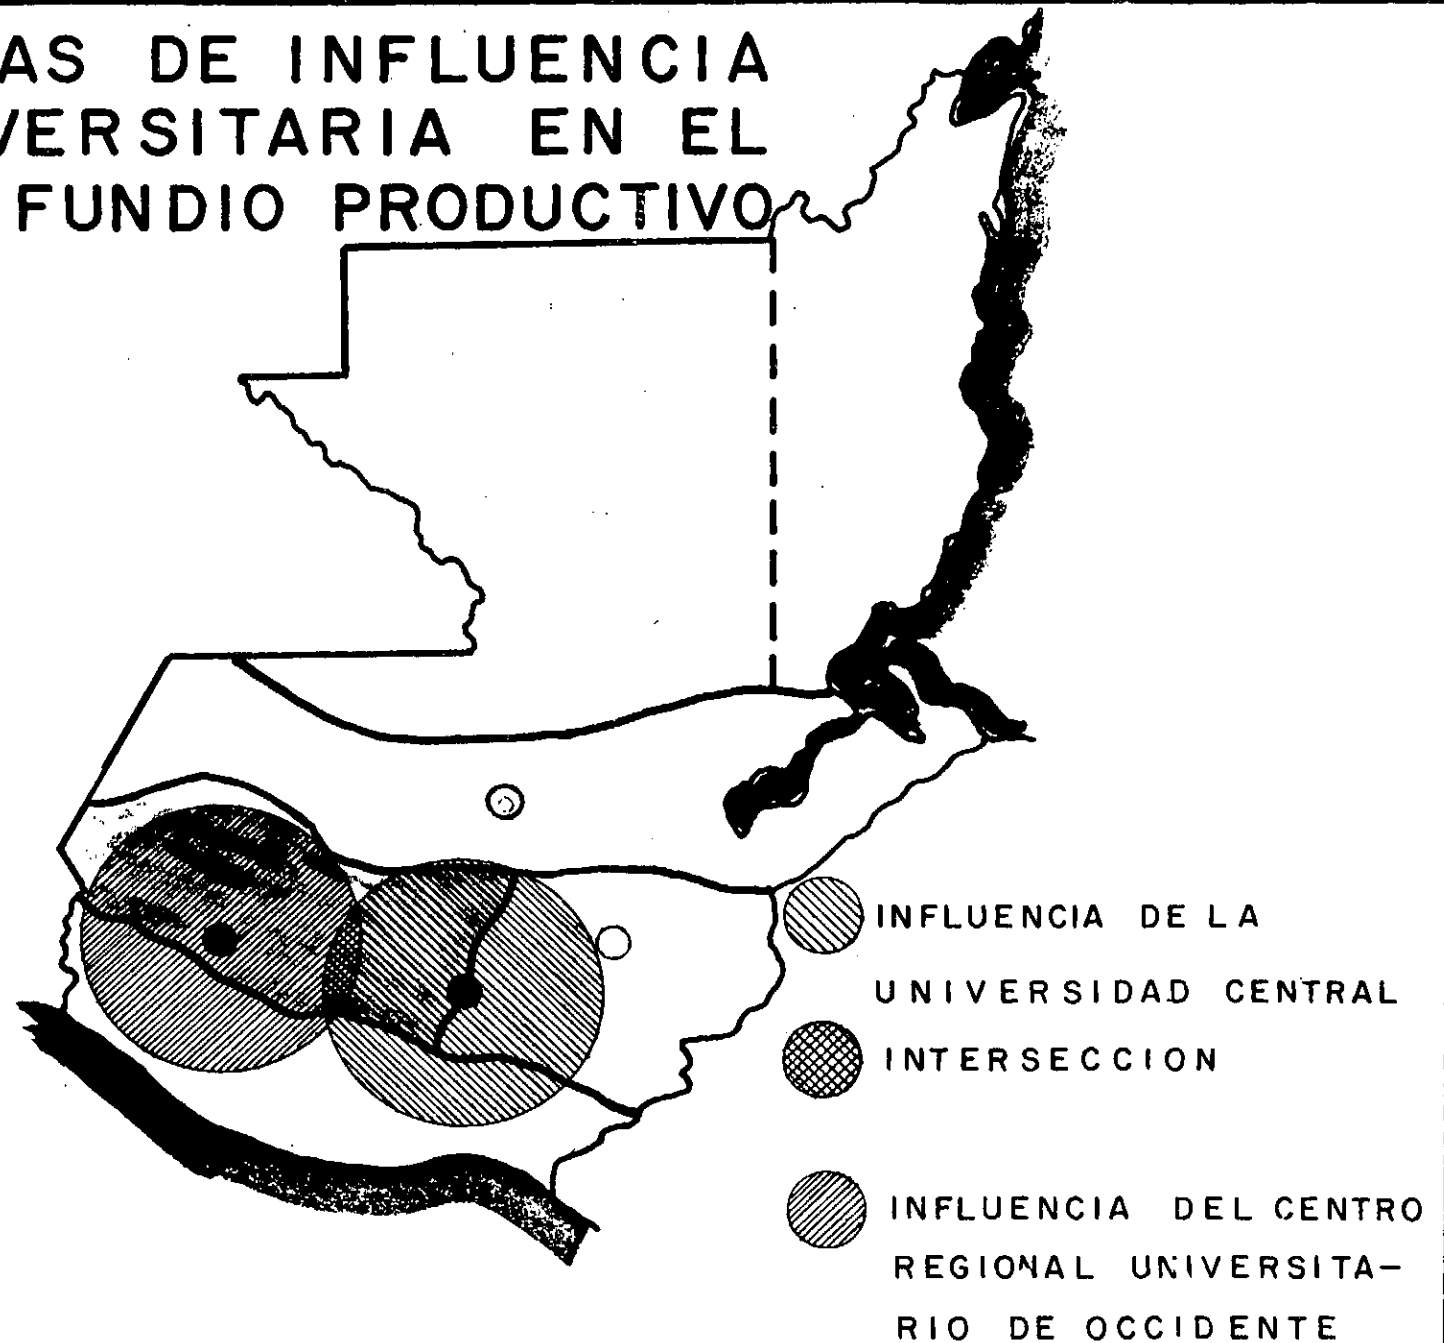 AS DE INFLUENCIA
VERSITARIA EN EL
FUNDIO PRODUCTIVO
INFLUENCIA DE LA
UNIVERSIDAD CENTRAL
INTERSECCION
INFLUENCIA DEL CENTRO
REGIONAL UNIVERSITA-
RIO DE OCCIDENTE